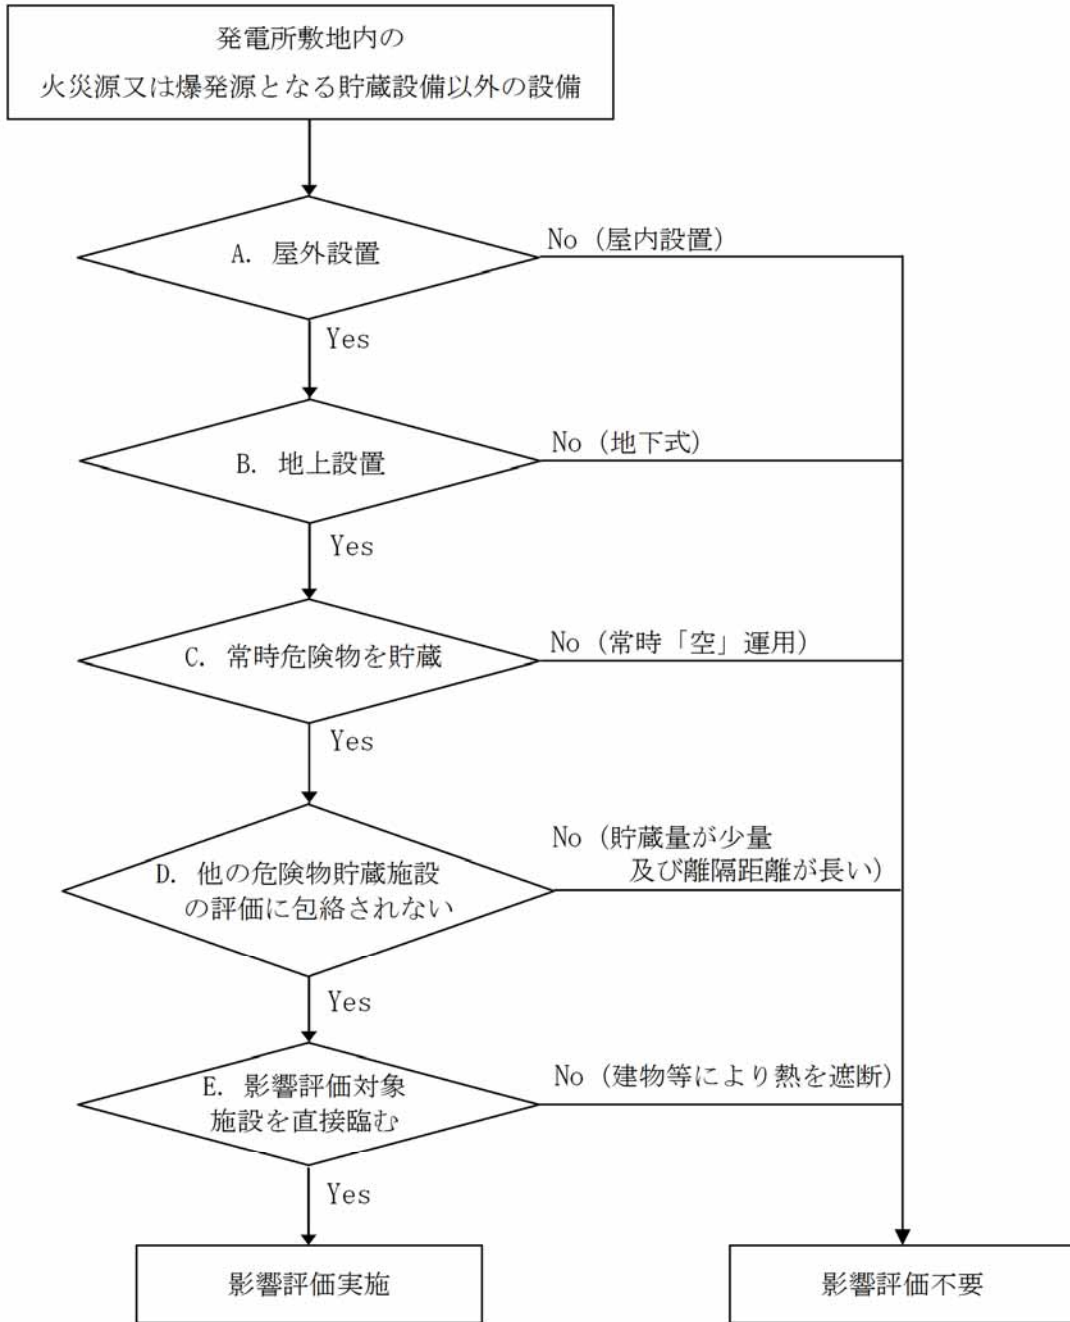 発電所敷地内の
火災源又は爆発源となる貯蔵設備以外の設備
A. 屋外設置
No (屋内設置)
Yes
B. 地上設置
No (地下式)
Yes
C. 常時危険物を貯蔵
No (常時「空」運用)
Yes
D. 他の危険物貯蔵施設
の評価に包絡されない
No (貯蔵量が少量
及び離隔距離が長い)
Yes
E. 影響評価対象
施設を直接臨む
No (建物等により熱を遮断)
Yes
影響評価実施
影響評価不要